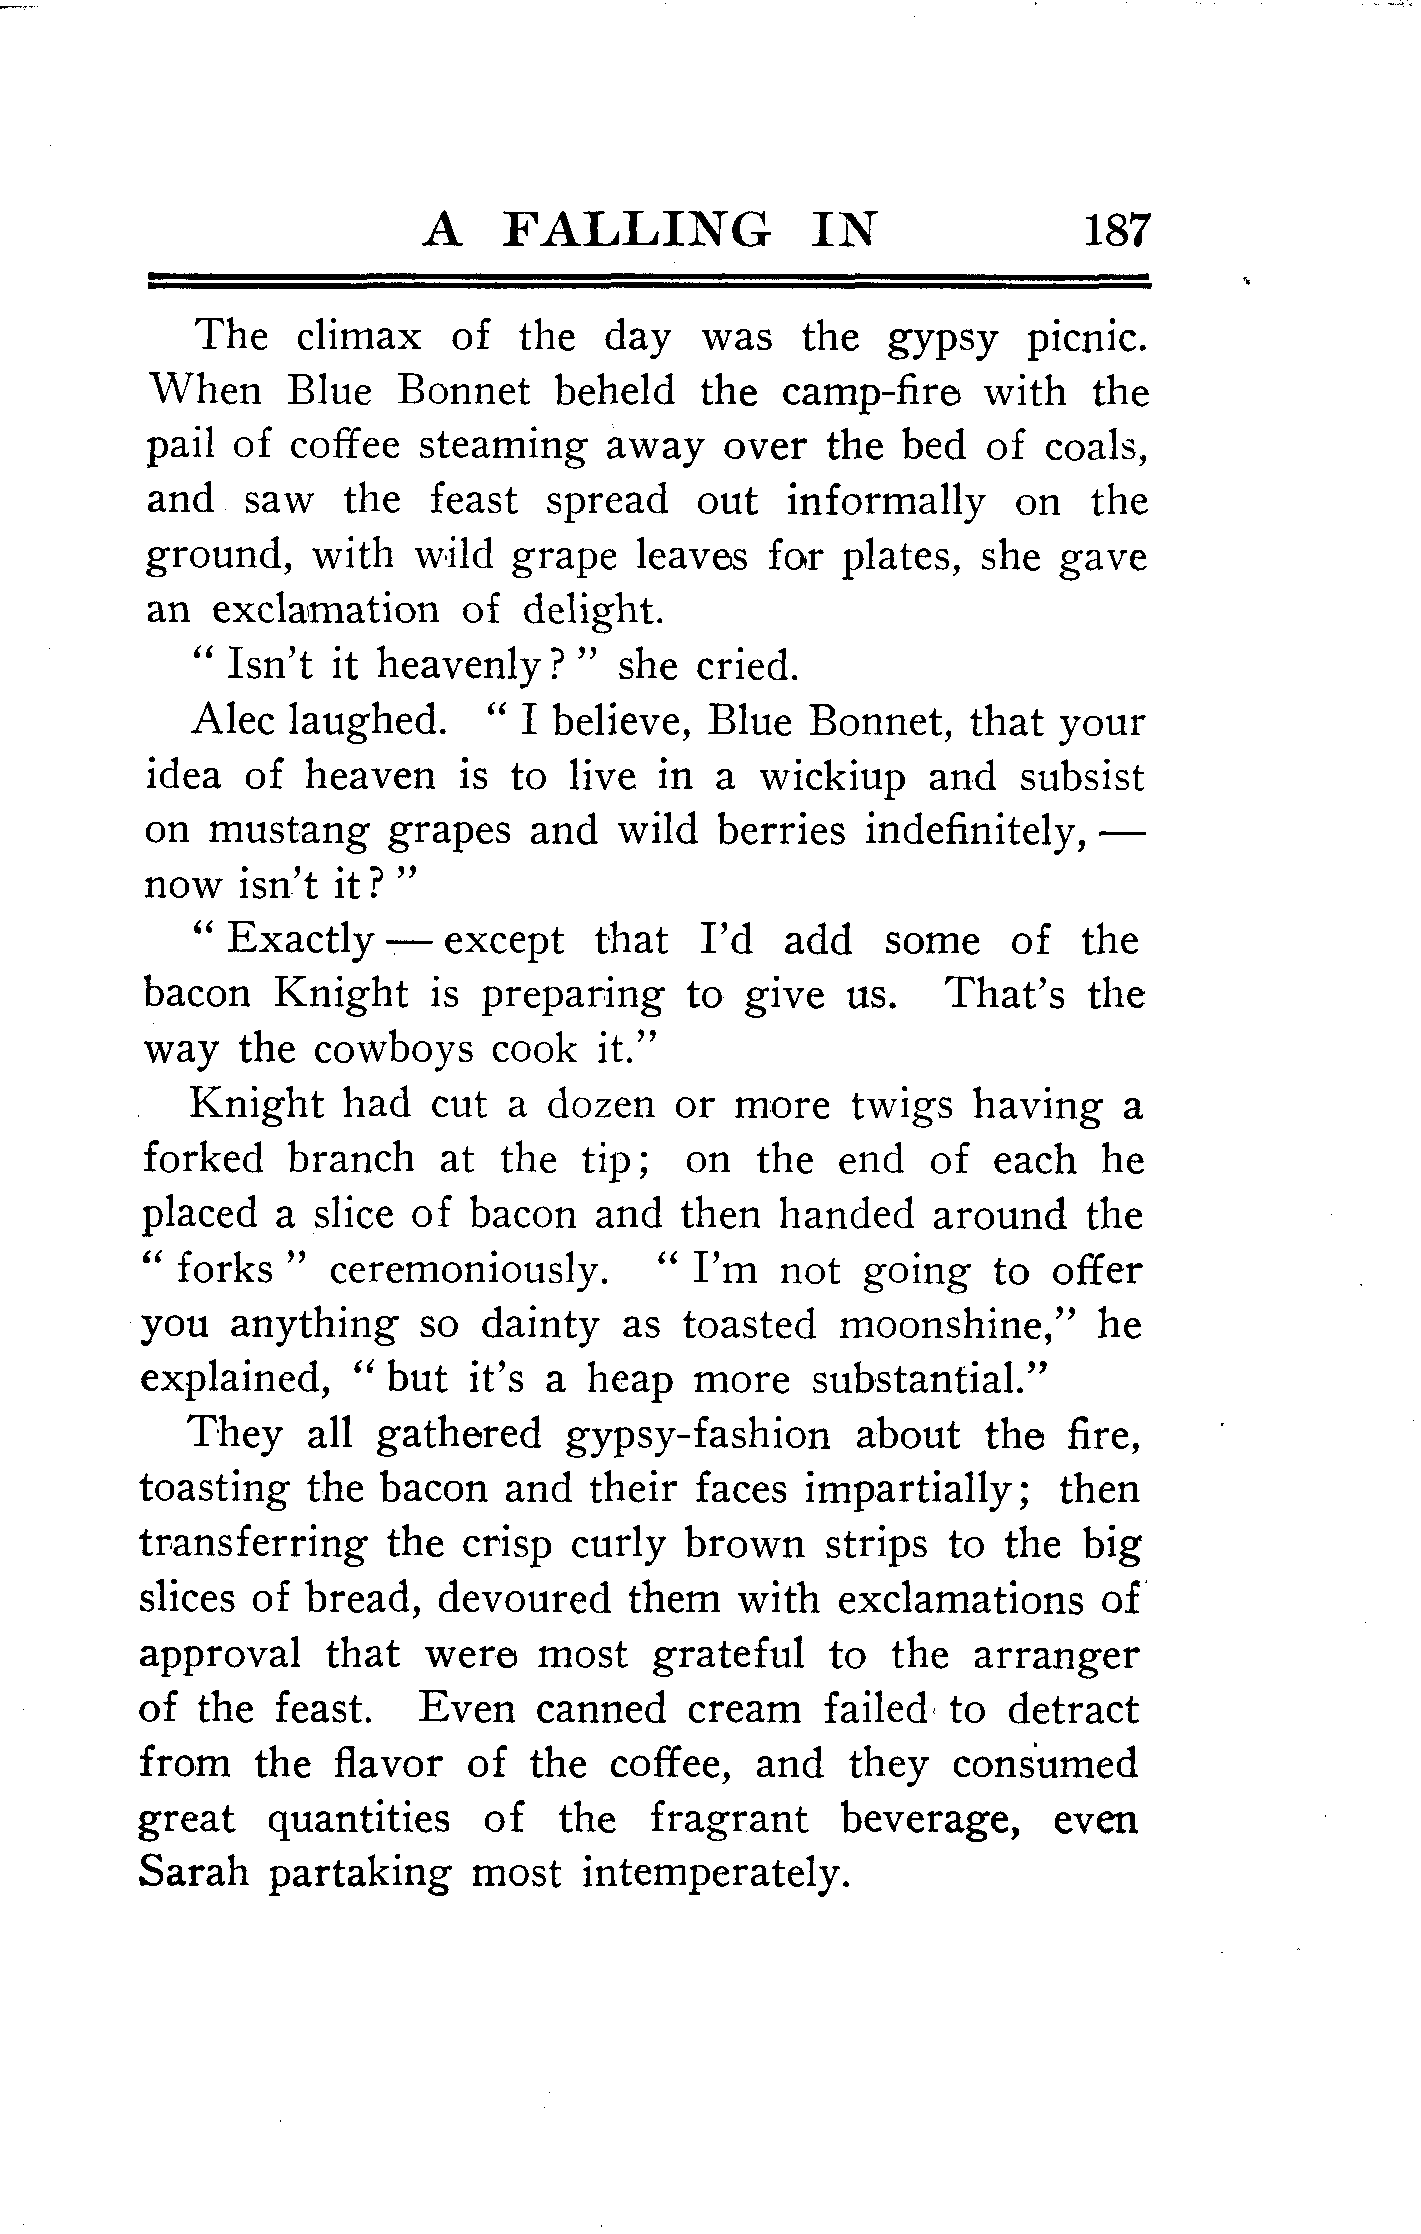 A FALLING IN 187
The climax of the day was the gypsy picnic.
When Blue Bonnet beheld the camp-fire with the
pail of coffee steaming away over the bed of coals,
and saw the feast spread out informally on the
ground, with wild grape leaves for plates, she gave
an exclamation of delight.
" Isn't it heavenly? " she cried.
Alec laughed. " I believe, Blue Bonnet, that your
idea of heaven is to live in a wickiup and subsist
on mustang grapes and wild berries indefinitely, —
now isn't it? "
" Exactly — except that I'd add some of the
bacon Knight is preparing to give us. That's the
way the cowboys cook it."
Knight had cut a dozen or more twigs having a
forked branch at the tip; on the end of each he
placed a slice of bacon and then handed around the
" forks " ceremoniously. " I'm not going to offer
you anything so dainty as toasted moonshine," he
explained, " but it's a heap more substantial."
They all gathered gypsy-fashion about the fire,
toasting the bacon and their faces impartially; then
transferring the crisp curly brown strips to the big
slices of bread, devoured them with exclamations of
approval that were most grateful to the arranger
of the feast. Even canned cream failed to detract
from the flavor of the coffee, and they consumed
great quantities of the fragrant beverage, even
Sarah partaking most intemperately.